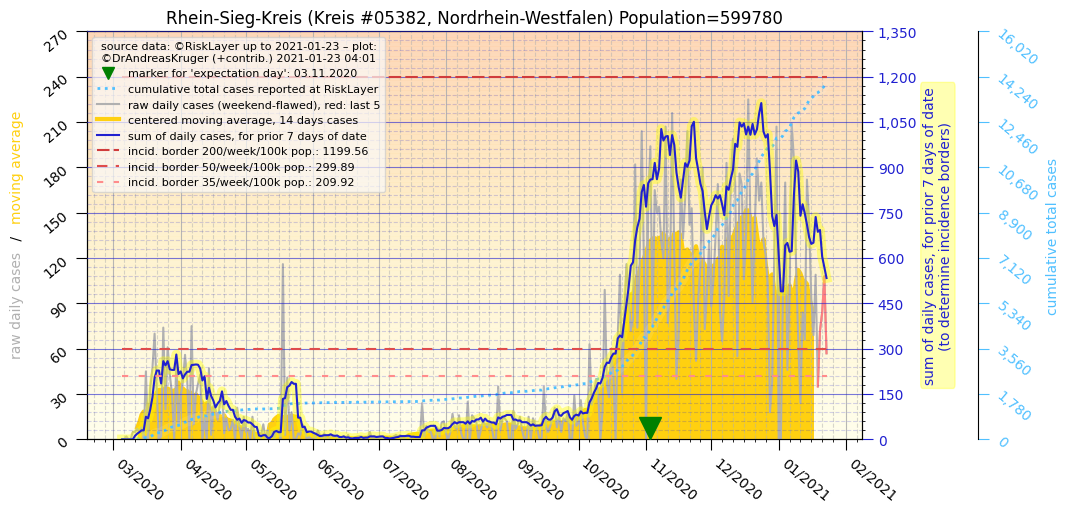 Rhein-Sieg-Kreis (Kreis #05382, Nordrhein-Westfalen) Population=599780
source data: ©RiskLayer up to 2021-01-23 – plot:
©DrAndreasKruger (+contrib.) 2021-01-23 04:01
marker for 'expectation day': 03.11.2020
cumulative total cases reported at RiskLayer
raw daily cases (weekend-flawed), red: last 5
centered moving average, 14 days cases
sum of daily cases, for prior 7 days of date
incid. border 200/week/100k pop.: 1199.56
incid. border 50/week/100k pop.: 299.89
incid. border 35/week/100k pop.: 209.92
raw daily cases / moving average
270
240
210
180
150
120
90
60
30
0
03/2020
04/2020
05/2020
06/2020
07/2020
08/2020
09/2020
10/2020
11/2020
12/2020
01/2021
02/2021
1,350
1,200
1,050
900
750
600
450
300
150
0
sum of daily cases, for prior 7 days of date
(to determine incidence borders)
16,020
14,240
12,460
10,680
8,900
7,120
5,340
3,560
1,780
0
cumulative total cases